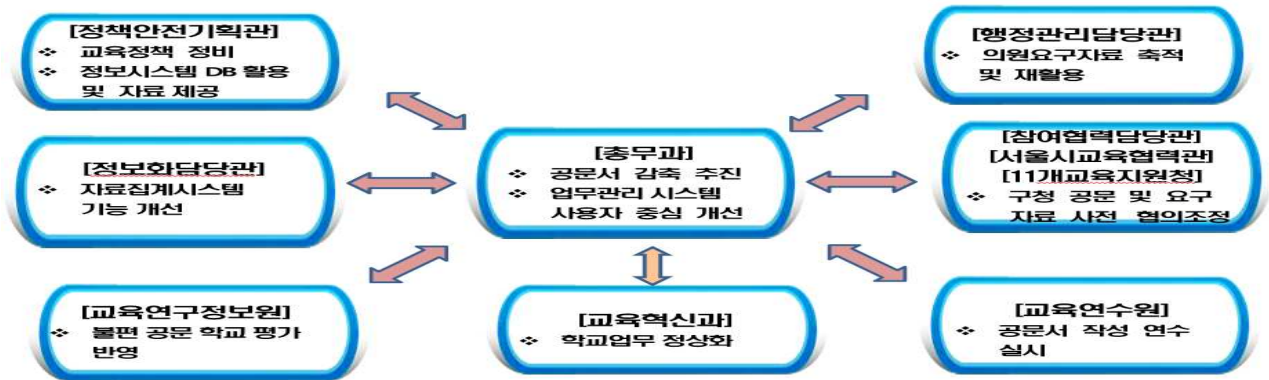 [정책안전기획관]
❖ 교육정책 정비
❖ 정보시스템 DB 활용
및 자료 제공
[행정관리담당관]
❖ 의원요구자료 축적
및 재활용
[정보화담당관]
❖ 자료집계시스템
기능 개선
[총무과]
❖ 공문서 감축 추진
❖ 업무관리 시스템
사용자 중심 개선
[참여협력담당관]
[서울시교육협력관]
[11개교육지원청]
❖ 구청 공문 및 요구
자료 사전 협의조정
[교육연구정보원]
❖ 불편 공문 학교 평가
반영
[교육혁신과]
❖ 학교업무 정상화
[교육연수원]
❖ 공문서 작성 연수
실시